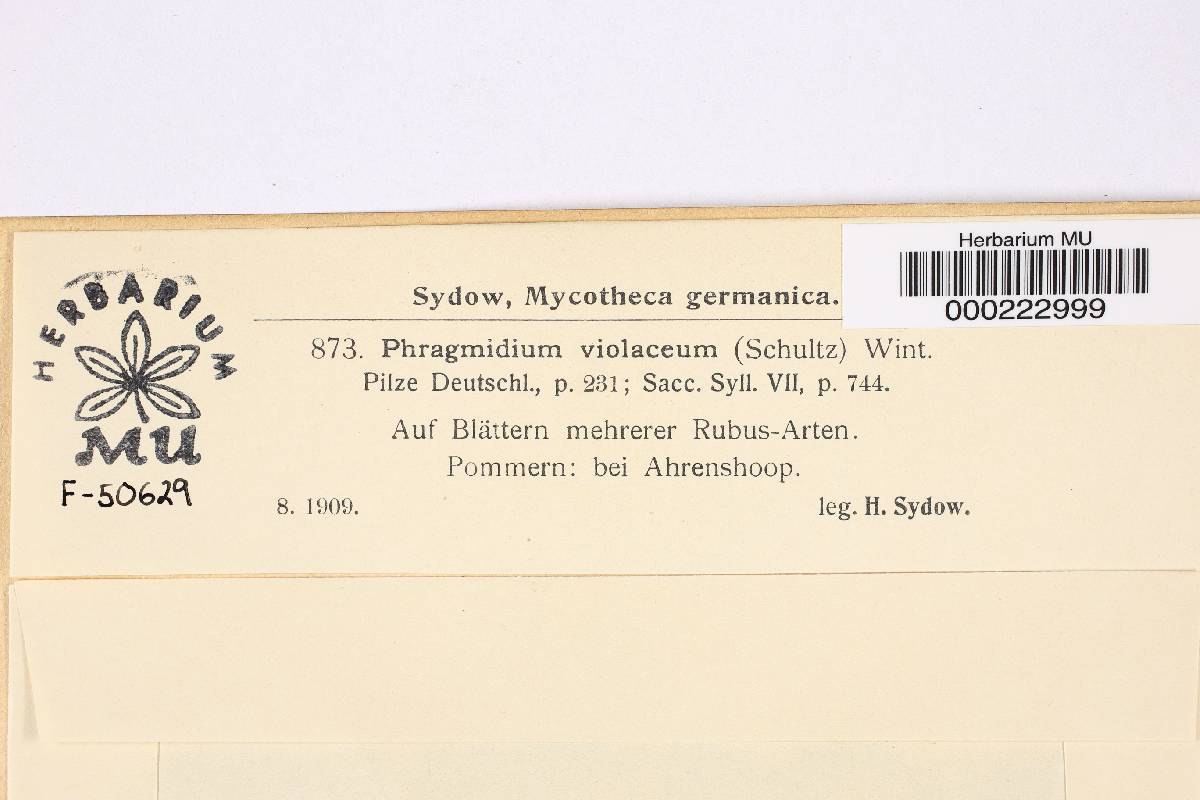 Herbarium MU
000222999
HERBARIUM
MU
F-50629
Sydow, Mycotheca germanica.
873. Phragmidium violaceum (Schultz) Wint.
Pilze Deutschl., p. 231; Sacc. Syll. VII, p. 744.
Auf Blättern mehrerer Rubus-Arten.
Pommern: bei Ahrenshoop.
8. 1909. leg. H. Sydow.